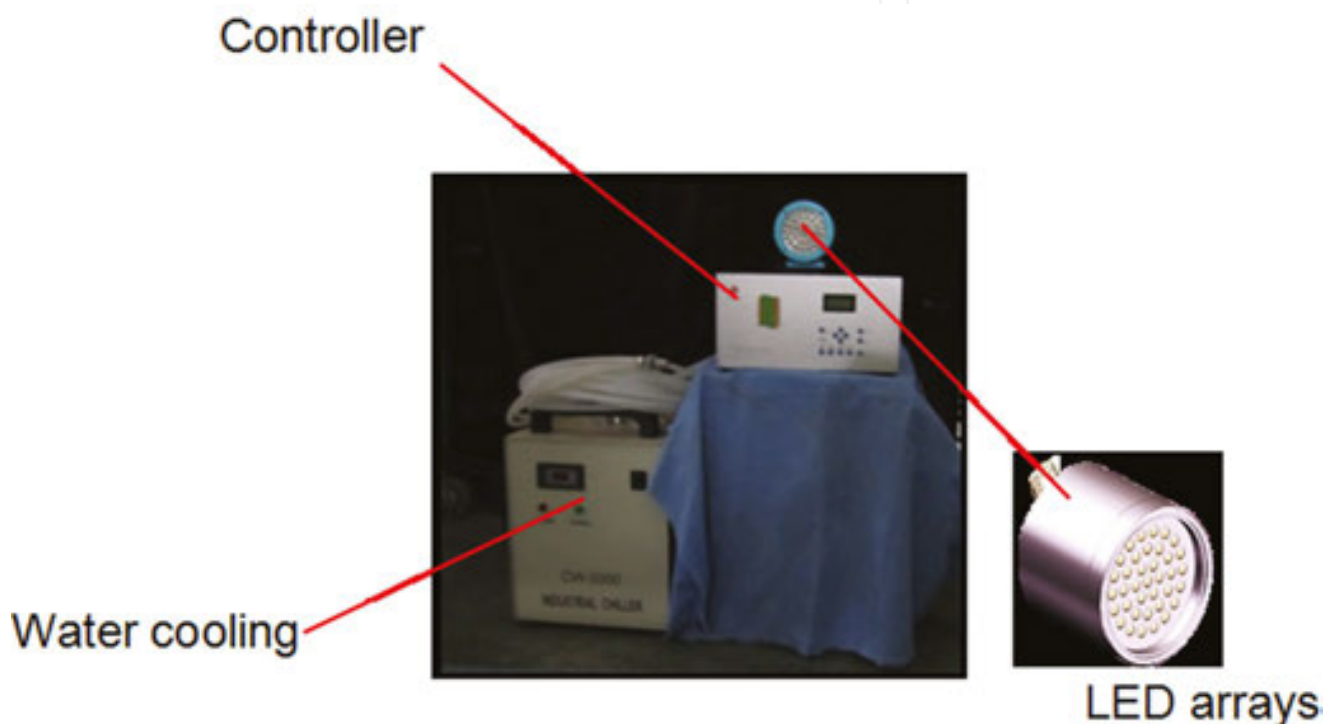 Controller
CW-5000
INDUSTRIAL CHILLER
Water cooling
LED arrays